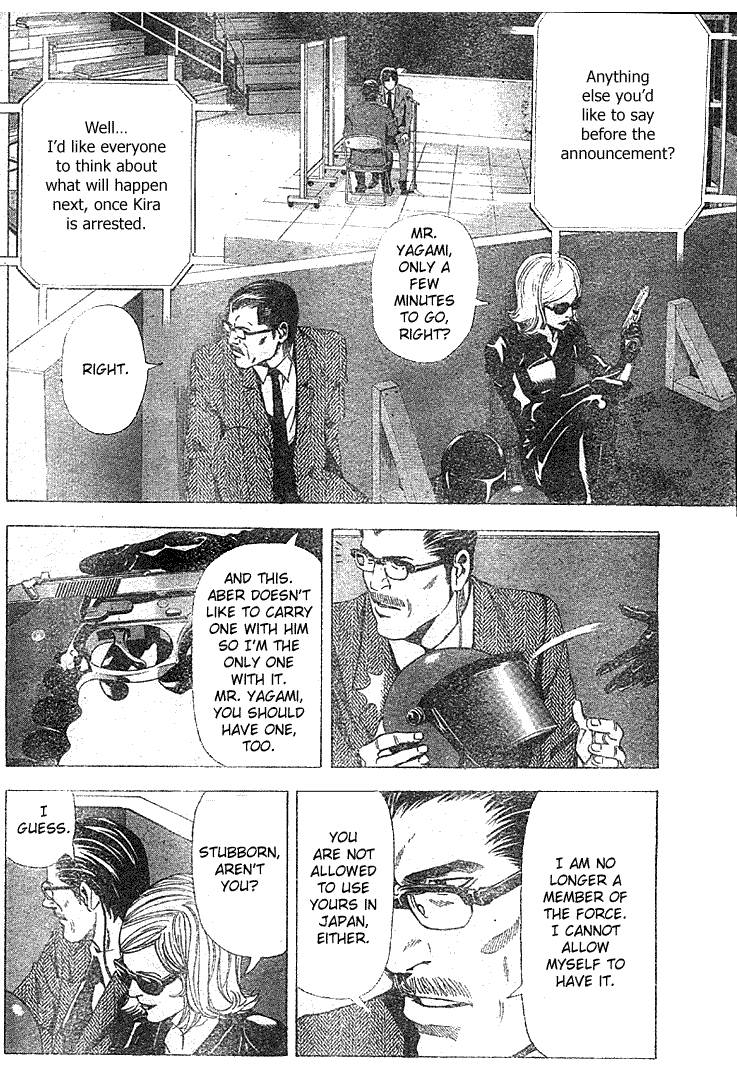 Anything
else you'd
like to say
before the
announcement?
Well...
I'd like everyone
to think about
what will happen
next, once Kira
is arrested.
MR.
YAGAMI,
ONLY A
FEW
MINUTES
TO GO,
RIGHT?
RIGHT.
AND THIS.
ABER DOESN'T
LIKE TO CARRY
ONE WITH HIM
SO I'M THE
ONLY ONE
WITH IT.
MR. YAGAMI,
YOU SHOULD
HAVE ONE,
TOO.
I AM NO
LONGER A
MEMBER OF
THE FORCE.
I CANNOT
ALLOW
MYSELF TO
HAVE IT.
YOU
ARE NOT
ALLOWED
TO USE
YOURS IN
JAPAN,
EITHER.
STUBBORN,
AREN'T
YOU?
I
GUESS.